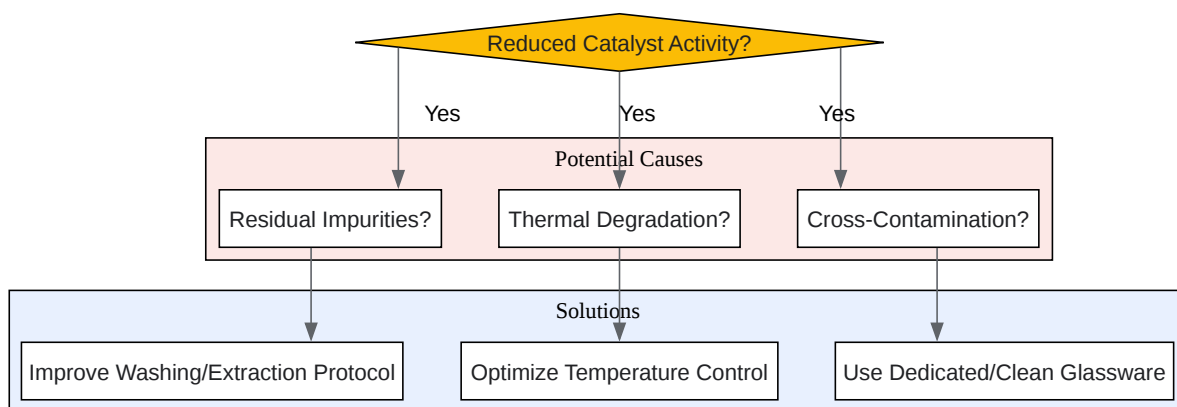 Reduced Catalyst Activity?
Yes
Yes
Yes
Potential Causes
Residual Impurities?
Thermal Degradation?
Cross-Contamination?
Solutions
Improve Washing/Extraction Protocol
Optimize Temperature Control
Use Dedicated/Clean Glassware